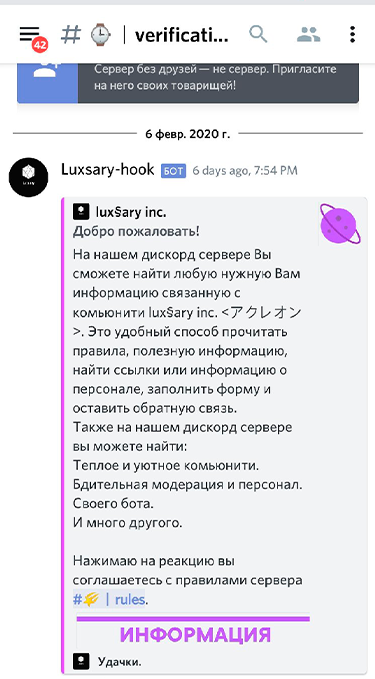 42
# ⌚ | verificati...
Сервер без друзей — не сервер. Пригласите
на него своих товарищей!
6 февр. 2020 г.
Luxsary-hook БОТ 6 days ago, 7:54 PM
lux§ary inc.
Добро пожаловать!
На нашем дискорд сервере Вы
сможете найти любую нужную Вам
информацию связанную с
комьюнити lux§ary inc. <アクレオン
>. Это удобный способ прочитать
правила, полезную информацию,
найти ссылки или информацию о
персонале, заполнить форму и
оставить обратную связь.
Также на нашем дискорд сервере
вы можете найти:
Теплое и уютное комьюнити.
Бдительная модерация и персонал.
Своего бота.
И много другого.
Нажимаю на реакцию вы
соглашаетесь с правилами сервера
# | rules.
ИНФОРМАЦИЯ
Удачки.